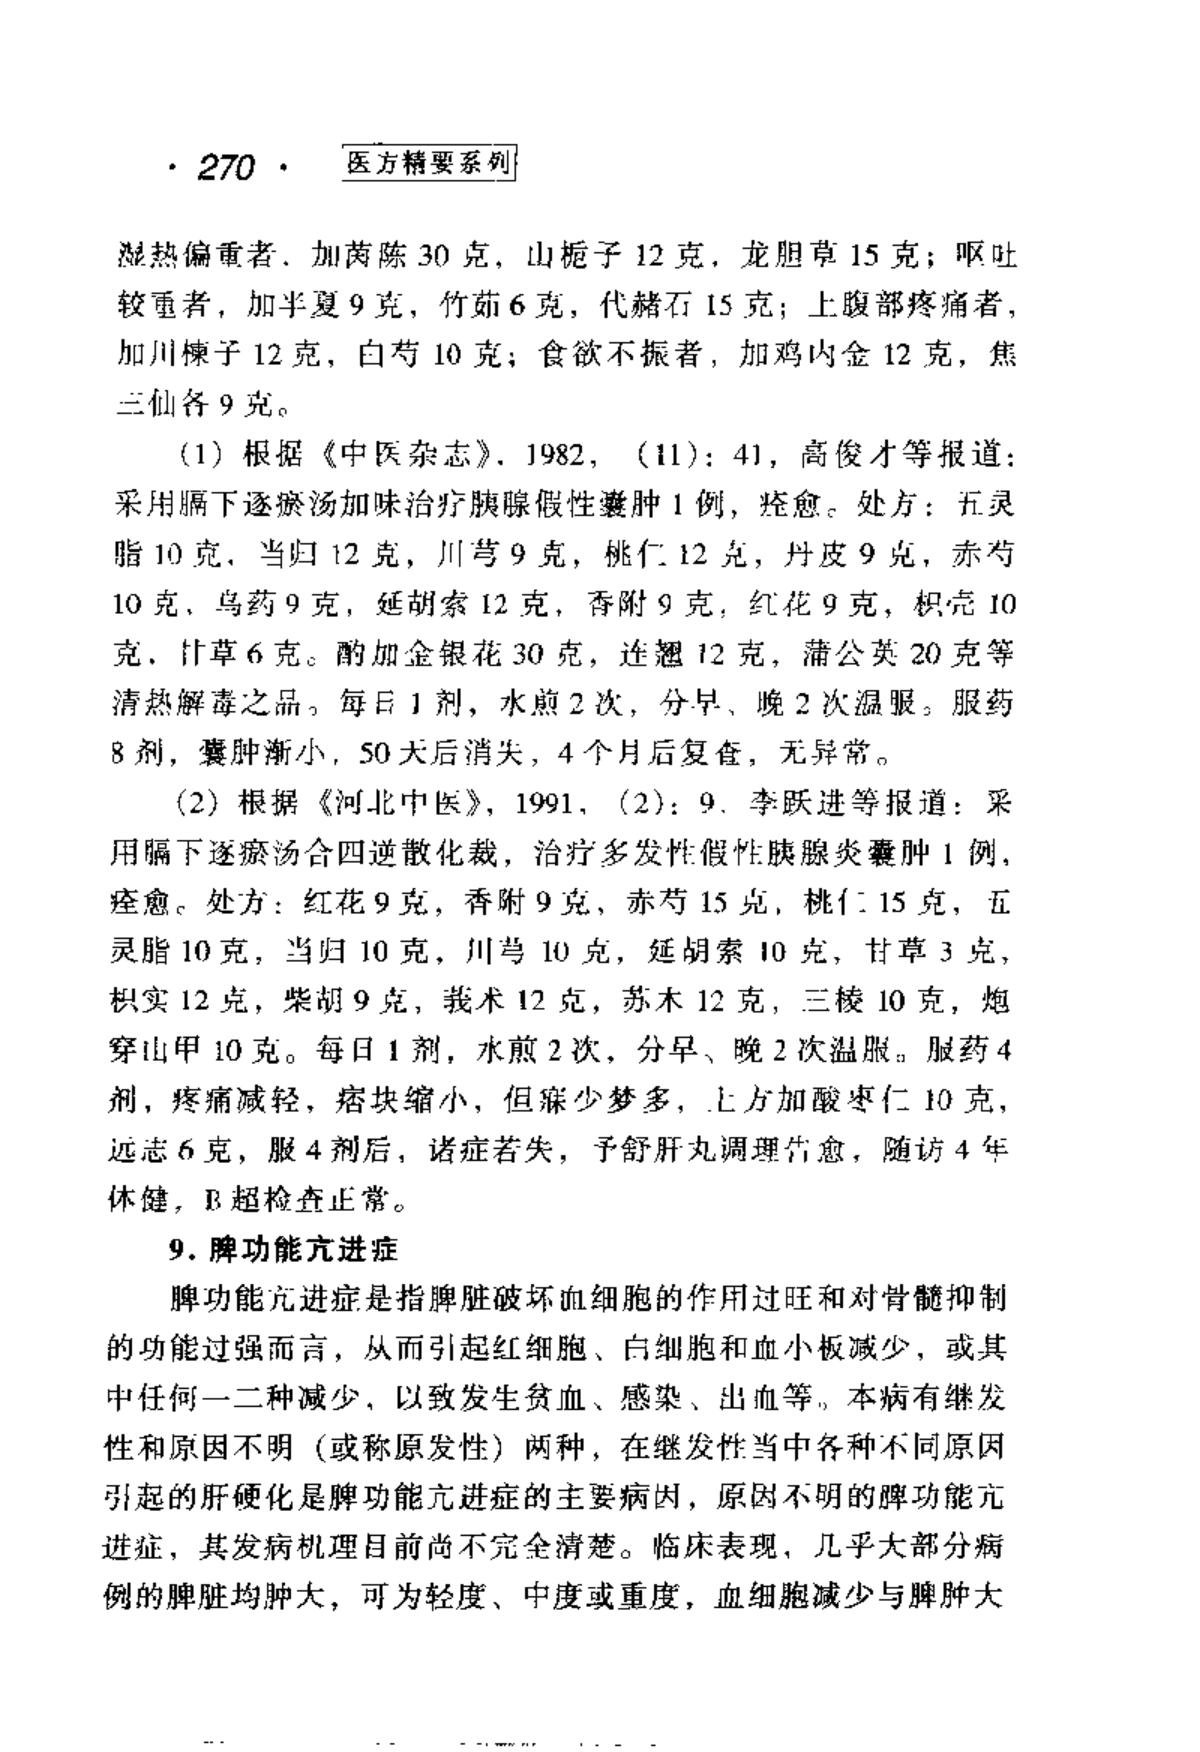 · 270 · 医方精要系列
湿热偏重者，加茵陈 30 克，山栀子 12 克，龙胆草 15 克；呕吐
较重者，加半夏 9 克，竹茹 6 克，代赭石 15 克；上腹部疼痛者，
加川楝子 12 克，白芍 10 克；食欲不振者，加鸡内金 12 克，焦
三仙各 9 克。
（1）根据《中医杂志》，1982，（11）：41，高俊才等报道：
采用膈下逐瘀汤加味治疗胰腺假性囊肿 1 例，痊愈。处方：五灵
脂 10 克，当归 12 克，川芎 9 克，桃仁 12 克，丹皮 9 克，赤芍
10 克，乌药 9 克，延胡索 12 克，香附 9 克，红花 9 克，枳壳 10
克，甘草 6 克。酌加金银花 30 克，连翘 12 克，蒲公英 20 克等
清热解毒之品。每日 1 剂，水煎 2 次，分早、晚 2 次温服。服药
8 剂，囊肿渐小，50 天后消失，4 个月后复查，无异常。
（2）根据《河北中医》，1991，（2）：9，李跃进等报道：采
用膈下逐瘀汤合四逆散化裁，治疗多发性假性胰腺炎囊肿 1 例，
痊愈。处方：红花 9 克，香附 9 克，赤芍 15 克，桃仁 15 克，五
灵脂 10 克，当归 10 克，川芎 10 克，延胡索 10 克，甘草 3 克，
枳实 12 克，柴胡 9 克，莪术 12 克，苏木 12 克，三棱 10 克，炮
穿山甲 10 克。每日 1 剂，水煎 2 次，分早、晚 2 次温服。服药 4
剂，疼痛减轻，痞块缩小，但寐少梦多，上方加酸枣仁 10 克，
远志 6 克，服 4 剂后，诸症若失，予舒肝丸调理告愈，随访 4 年
体健，B 超检查正常。
9. 脾功能亢进症
脾功能亢进症是指脾脏破坏血细胞的作用过旺和对骨髓抑制
的功能过强而言，从而引起红细胞、白细胞和血小板减少，或其
中任何一二种减少，以致发生贫血、感染、出血等。本病有继发
性和原因不明（或称原发性）两种，在继发性当中各种不同原因
引起的肝硬化是脾功能亢进症的主要病因，原因不明的脾功能亢
进症，其发病机理目前尚不完全清楚。临床表现，几乎大部分病
例的脾脏均肿大，可为轻度、中度或重度，血细胞减少与脾肿大